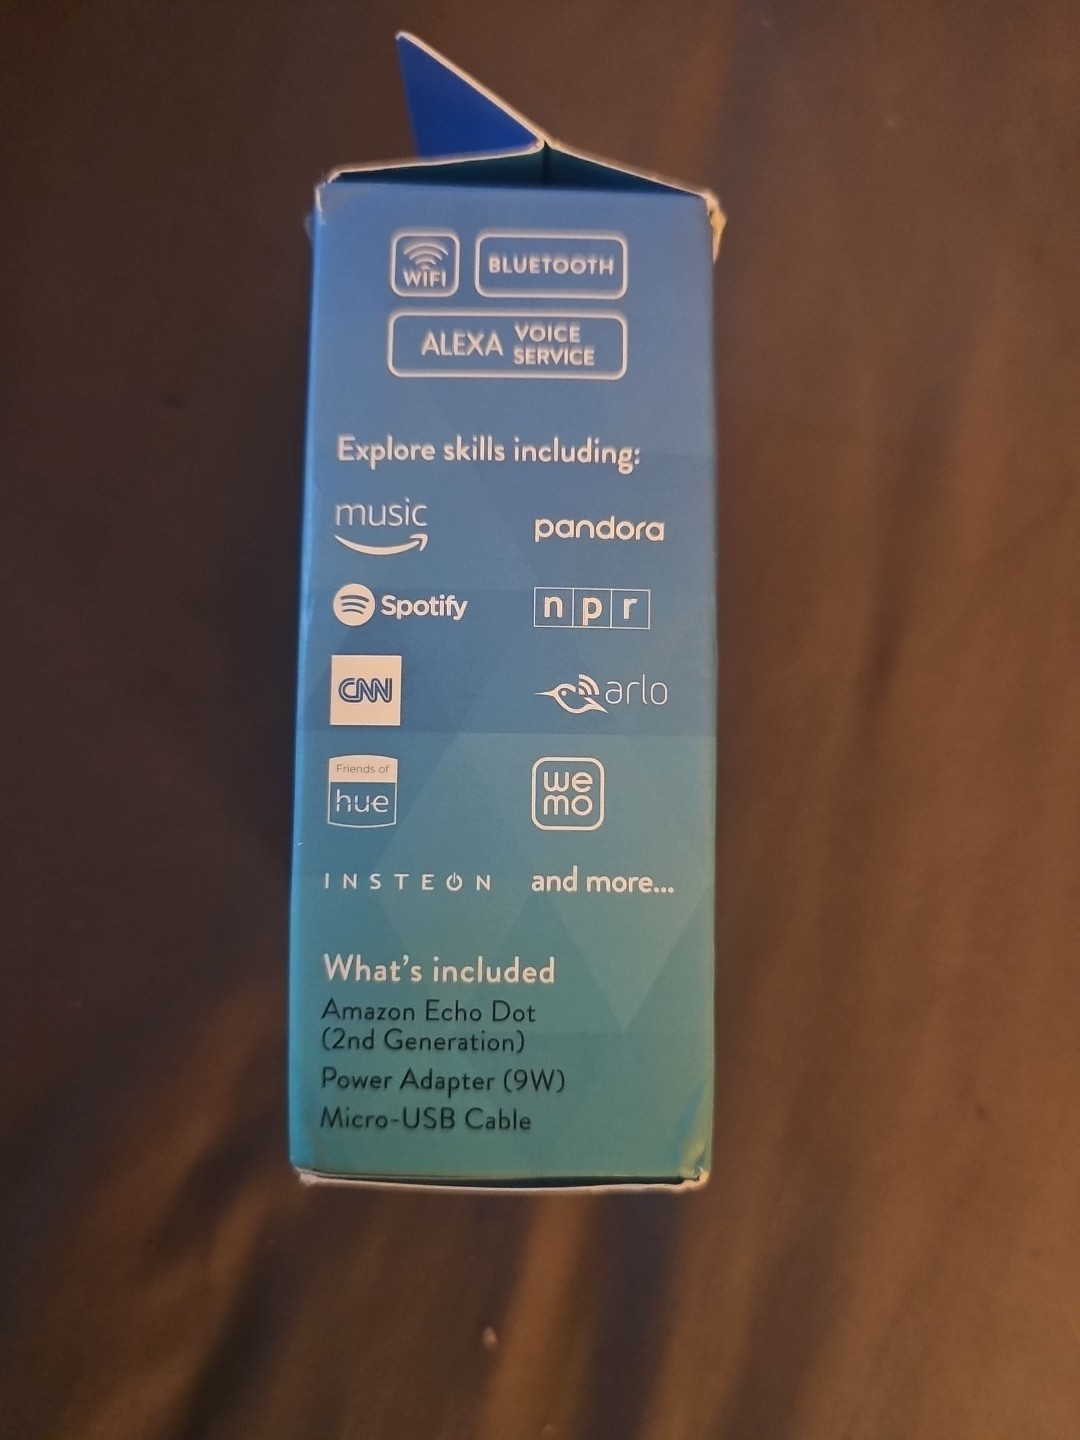 WiFi BLUETOOTH
ALEXA VOICE SERVICE
Explore skills including:
music pandora
Spotify npr
CNN arlo
Friends of
hue
we
mo
INSTEON and more...
What's included
Amazon Echo Dot
(2nd Generation)
Power Adapter (9W)
Micro-USB Cable